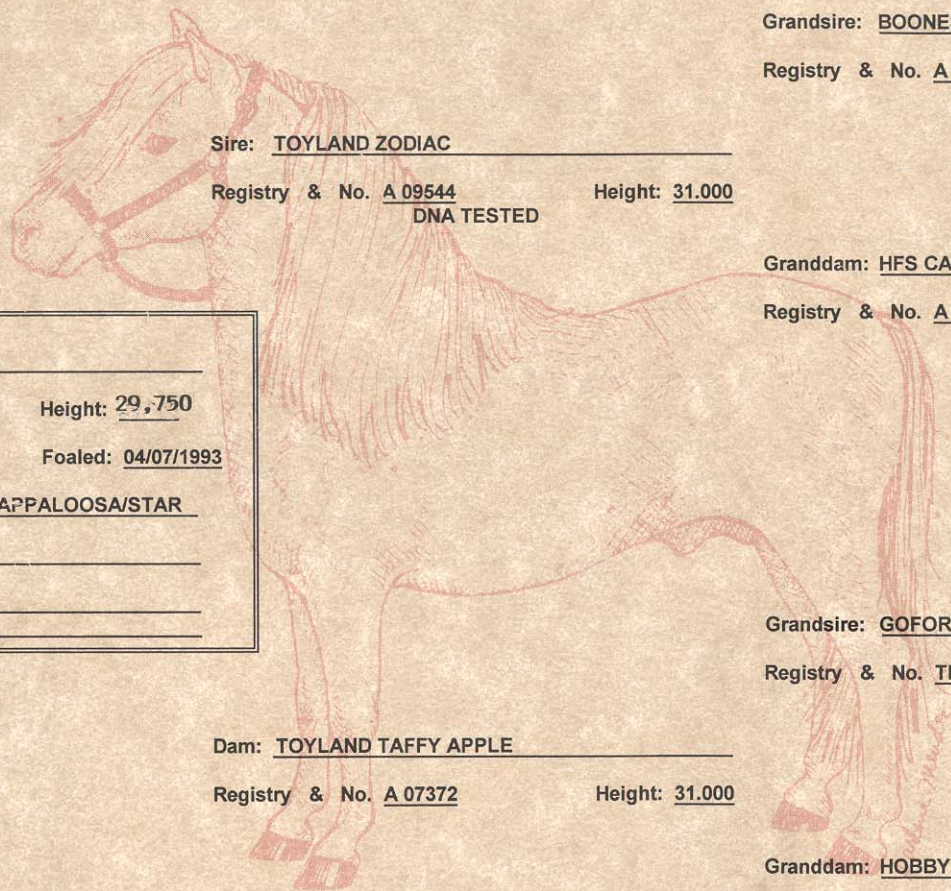 Grandsire: BOONE
Registry & No. A
Sire: TOYLAND ZODIAC
Registry & No. A 09544 Height: 31.000
DNA TESTED
Granddam: HFS CA
Registry & No. A
Height: 29,750
Foaled: 04/07/1993
APPALOOSA/STAR
Grandsire: GOFOR
Registry & No.
Dam: TOYLAND TAFFY APPLE
Registry & No. A 07372 Height: 31.000
Granddam: HOBBY